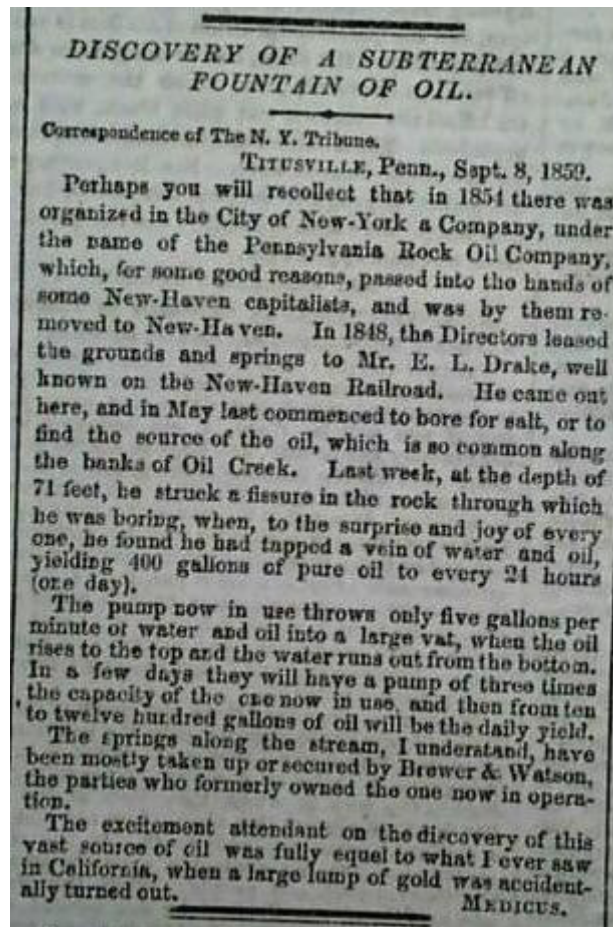 DISCOVERY OF A SUBTERRANEAN
FOUNTAIN OF OIL.
Correspondence of The N. Y. Tribune.
TITUSVILLE, Penn., Sept. 8, 1859.
Perhaps you will recollect that in 1854 there was
organized in the City of New-York a Company, under
the name of the Pennsylvania Rock Oil Company,
which, for some good reasons, passed into the hands of
some New-Haven capitalists, and was by them re-
moved to New-Haven. In 1848, the Directors leased
the grounds and springs to Mr. E. L. Drake, well
known on the New-Haven Railroad. He came out
here, and in May last commenced to bore for salt, or to
find the source of the oil, which is so common along
the banks of Oil Creek. Last week, at the depth of
71 feet, he struck a fissure in the rock through which
he was boring, when, to the surprise and joy of every
one, he found he had tapped a vein of water and oil,
yielding 400 gallons of pure oil to every 24 hours
(one day).
The pump now in use throws only five gallons per
minute of water and oil into a large vat, when the oil
rises to the top and the water runs out from the bottom.
In a few days they will have a pump of three times
the capacity of the one now in use, and then from ten
to twelve hundred gallons of oil will be the daily yield.
The springs along the stream, I understand, have
been mostly taken up or secured by Brewer & Watson,
the parties who formerly owned the one now in opera-
tion.
The excitement attendant on the discovery of this
vast source of oil was fully equal to what I ever saw
in California, when a large lump of gold was accident-
ally turned out. MEDICUS.